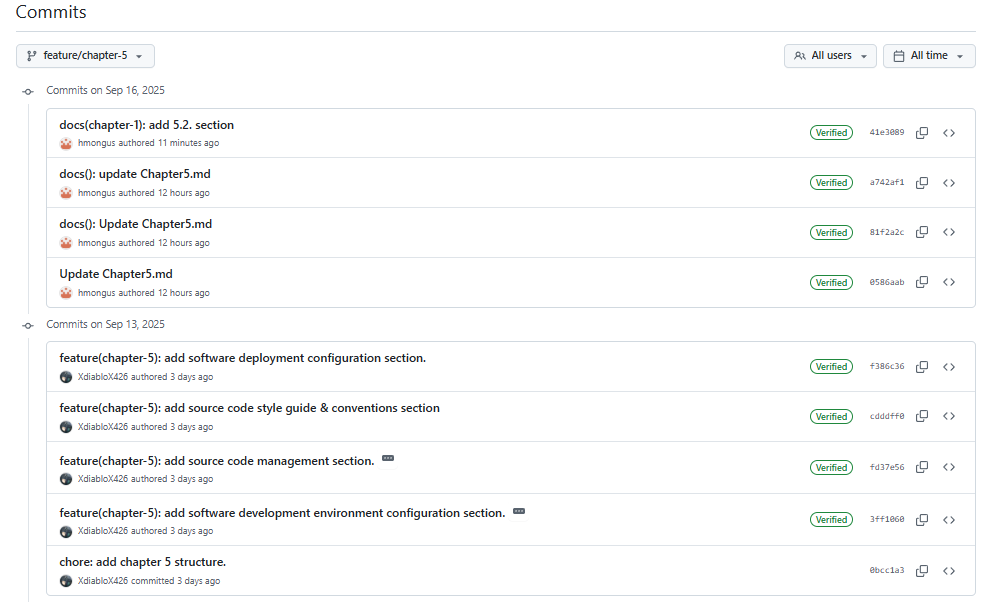 Commits
feature/chapter-5
All users
All time
Commits on Sep 16, 2025
docs(chapter-1): add 5.2. section
Verified
41e3089
hmongus authored 11 minutes ago
docs(): update Chapter5.md
Verified
a742af1
hmongus authored 12 hours ago
docs(): Update Chapter5.md
Verified
81f2a2c
hmongus authored 12 hours ago
Update Chapter5.md
Verified
0586aab
hmongus authored 12 hours ago
Commits on Sep 13, 2025
feature(chapter-5): add software deployment configuration section.
Verified
f386c36
XdiabloX426 authored 3 days ago
feature(chapter-5): add source code style guide & conventions section
Verified
cdddff0
XdiabloX426 authored 3 days ago
feature(chapter-5): add source code management section.
Verified
fd37e56
XdiabloX426 authored 3 days ago
feature(chapter-5): add software development environment configuration section.
Verified
3ff1060
XdiabloX426 authored 3 days ago
chore: add chapter 5 structure.
0bcc1a3
XdiabloX426 committed 3 days ago